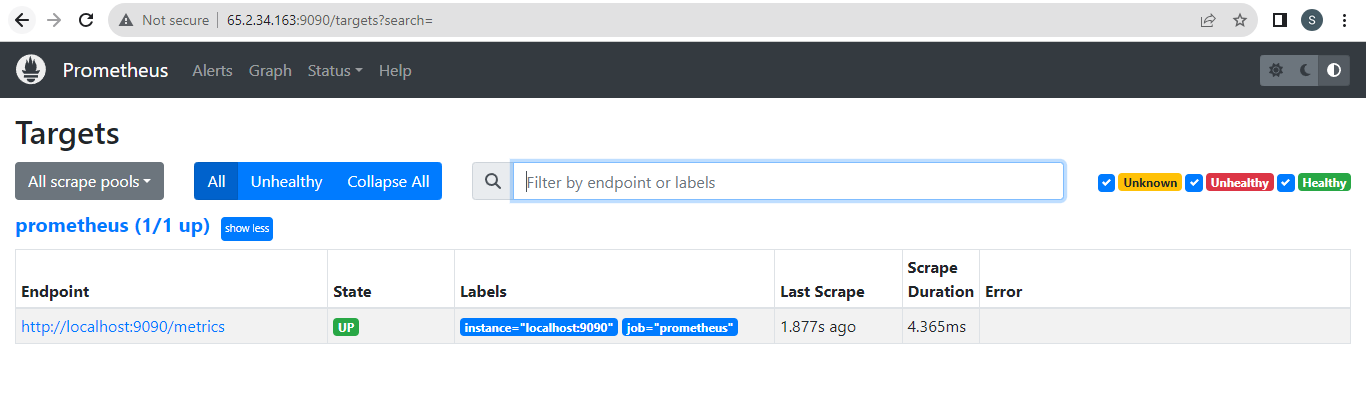 Not secure 65.2.34.163:9090/targets?search=
S
Prometheus Alerts Graph Status Help
Targets
All scrape pools All Unhealthy Collapse All Filter by endpoint or labels Unknown Unhealthy Healthy
prometheus (1/1 up) show less
Endpoint State Labels Last Scrape Scrape Duration Error
http://localhost:9090/metrics UP instance="localhost:9090" job="prometheus" 1.877s ago 4.365ms